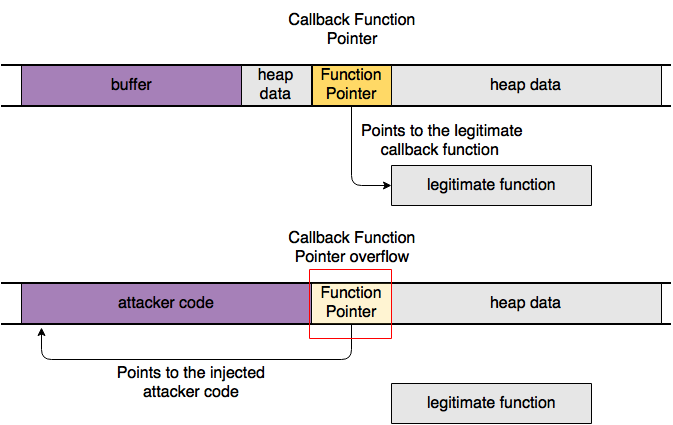 Callback Function
Pointer
buffer
heap
data
Function
Pointer
heap data
Points to the legitimate
callback function
legitimate function
Callback Function
Pointer overflow
attacker code
Function
Pointer
heap data
Points to the injected
attacker code
legitimate function